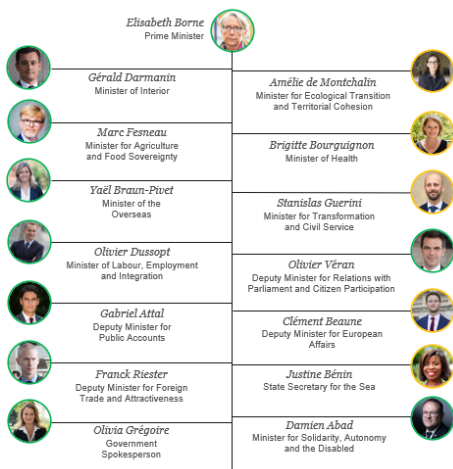 Elisabeth Borne
Prime Minister
Gérald Darmanin
Minister of Interior
Amélie de Montchalin
Minister for Ecological Transition
and Territorial Cohesion
Marc Fesneau
Minister for Agriculture
and Food Sovereignty
Brigitte Bourguignon
Minister of Health
Yaël Braun-Pivet
Minister of the
Overseas
Stanislas Guerini
Minister for Transformation
and Civil Service
Olivier Dussopt
Minister of Labour, Employment
and Integration
Olivier Véran
Deputy Minister for Relations with
Parliament and Citizen Participation
Gabriel Attal
Deputy Minister for
Public Accounts
Clément Beaune
Deputy Minister for European
Affairs
Franck Riester
Deputy Minister for Foreign
Trade and Attractiveness
Justine Bénin
State Secretary for the Sea
Olivia Grégoire
Government
Spokesperson
Damien Abad
Minister for Solidarity, Autonomy
and the Disabled